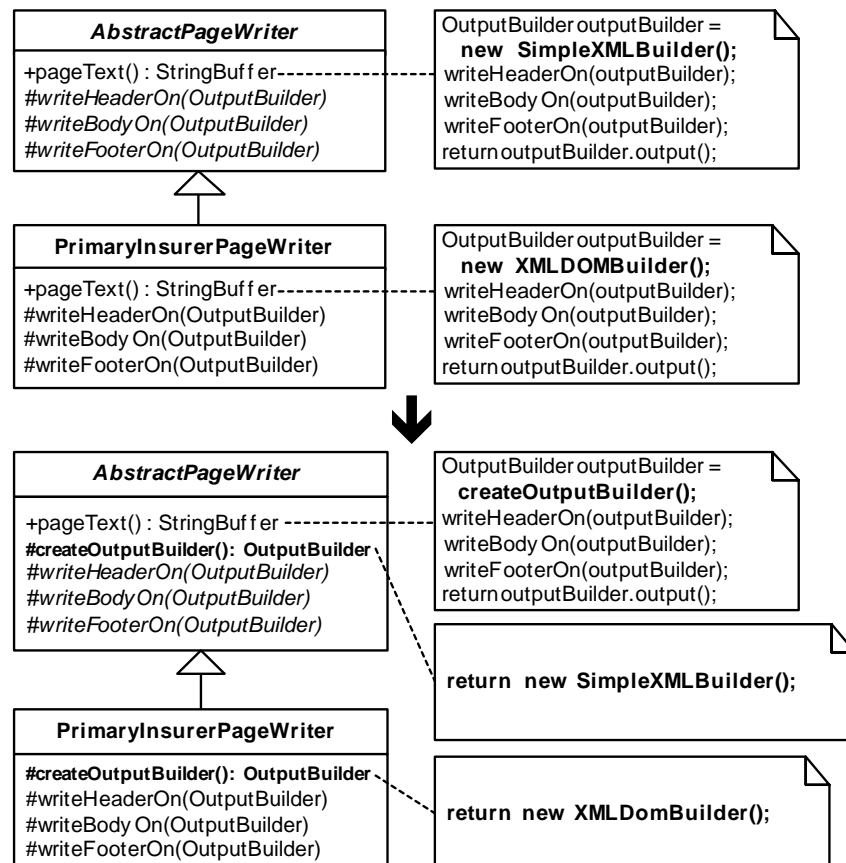 AbstractPageWriter
+pageText() : StringBuffer
#writeHeaderOn(OutputBuilder)
#writeBodyOn(OutputBuilder)
#writeFooterOn(OutputBuilder)
OutputBuilder outputBuilder =
new SimpleXMLBuilder();
writeHeaderOn(outputBuilder);
writeBody On(outputBuilder);
writeFooterOn(outputBuilder);
return outputBuilder.output();
PrimaryInsurerPageWriter
+pageText() : StringBuffer
#writeHeaderOn(OutputBuilder)
#writeBody On(OutputBuilder)
#writeFooterOn(OutputBuilder)
OutputBuilder outputBuilder =
new XMLDOMBuilder();
writeHeaderOn(outputBuilder);
writeBody On(outputBuilder);
writeFooterOn(outputBuilder);
return outputBuilder.output();
AbstractPageWriter
+pageText() : StringBuffer
#createOutputBuilder(): OutputBuilder
#writeHeaderOn(OutputBuilder)
#writeBodyOn(OutputBuilder)
#writeFooterOn(OutputBuilder)
OutputBuilder outputBuilder =
createOutputBuilder();
writeHeaderOn(outputBuilder);
writeBody On(outputBuilder);
writeFooterOn(outputBuilder);
return outputBuilder.output();
return new SimpleXMLBuilder();
PrimaryInsurerPageWriter
#createOutputBuilder(): OutputBuilder
#writeHeaderOn(OutputBuilder)
#writeBody On(OutputBuilder)
#writeFooterOn(OutputBuilder)
return new XMLDomBuilder();